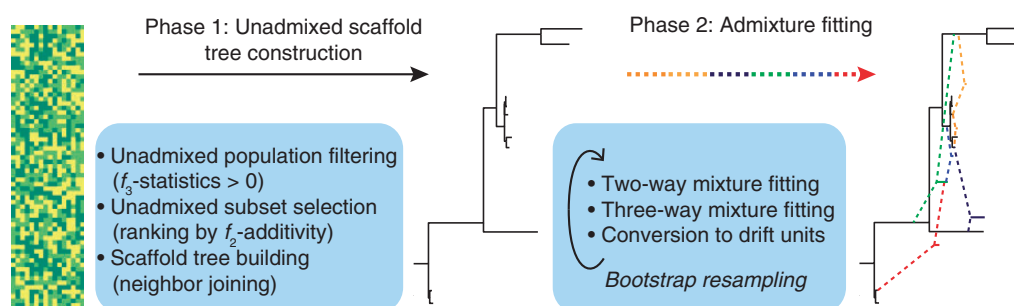 Phase 1: Unadmixed scaffold
tree construction
• Unadmixed population filtering
(f3-statistics > 0)
• Unadmixed subset selection
(ranking by f2-additivity)
• Scaffold tree building
(neighbor joining)
Phase 2: Admixture fitting
• Two-way mixture fitting
• Three-way mixture fitting
• Conversion to drift units
Bootstrap resampling